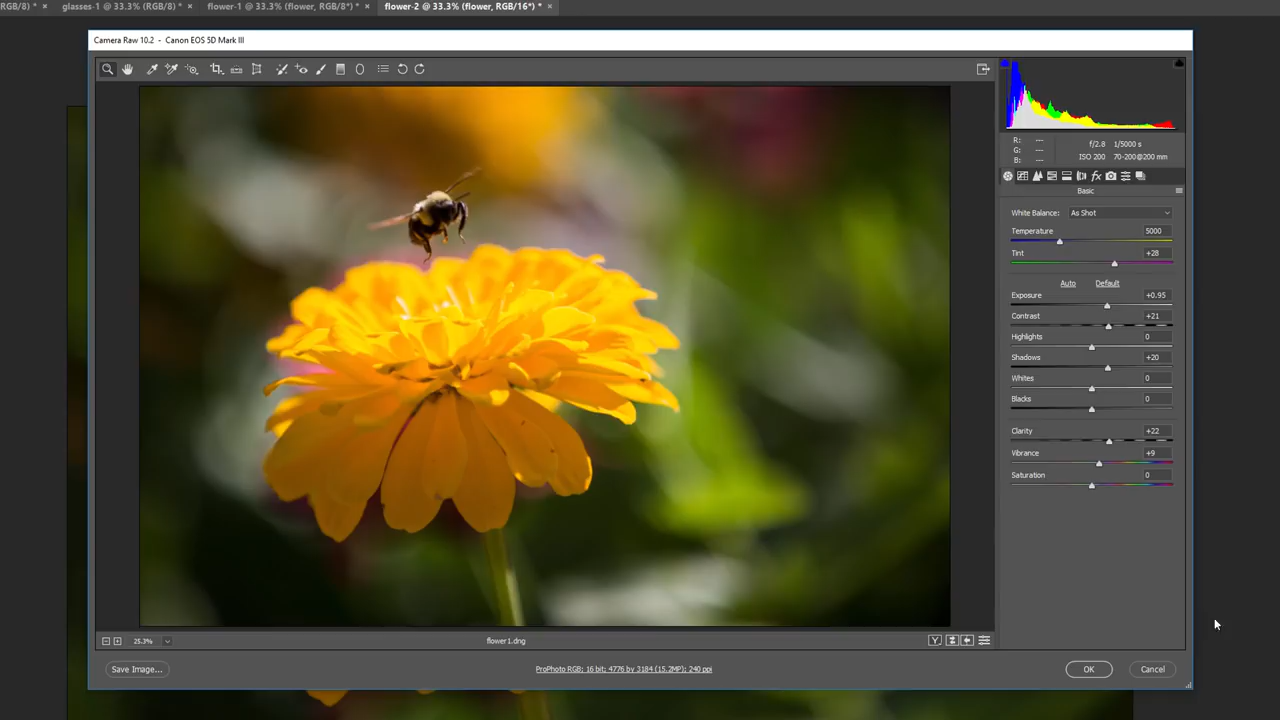 RGB/8) * × glasses-1 @ 33.3% (RGB/8) * × flower-1 @ 33.3% (flower, RGB/8*) * × flower-2 @ 33.3% (flower, RGB/16*) * ×
Camera Raw 10.2 - Canon EOS 5D Mark III
R: ---
G: ---
B: ---
f/2.8 1/5000 s
ISO 200 70-200@200 mm
fx
Basic
White Balance: As Shot
Temperature 5000
Tint +28
Auto Default
Exposure +0.95
Contrast +21
Highlights 0
Shadows +20
Whites 0
Blacks 0
Clarity +22
Vibrance +9
Saturation 0
25.3% flower1.dng Y
Save Image... ProPhoto RGB; 16 bit; 4776 by 3184 (15.2MP); 240 ppi OK Cancel